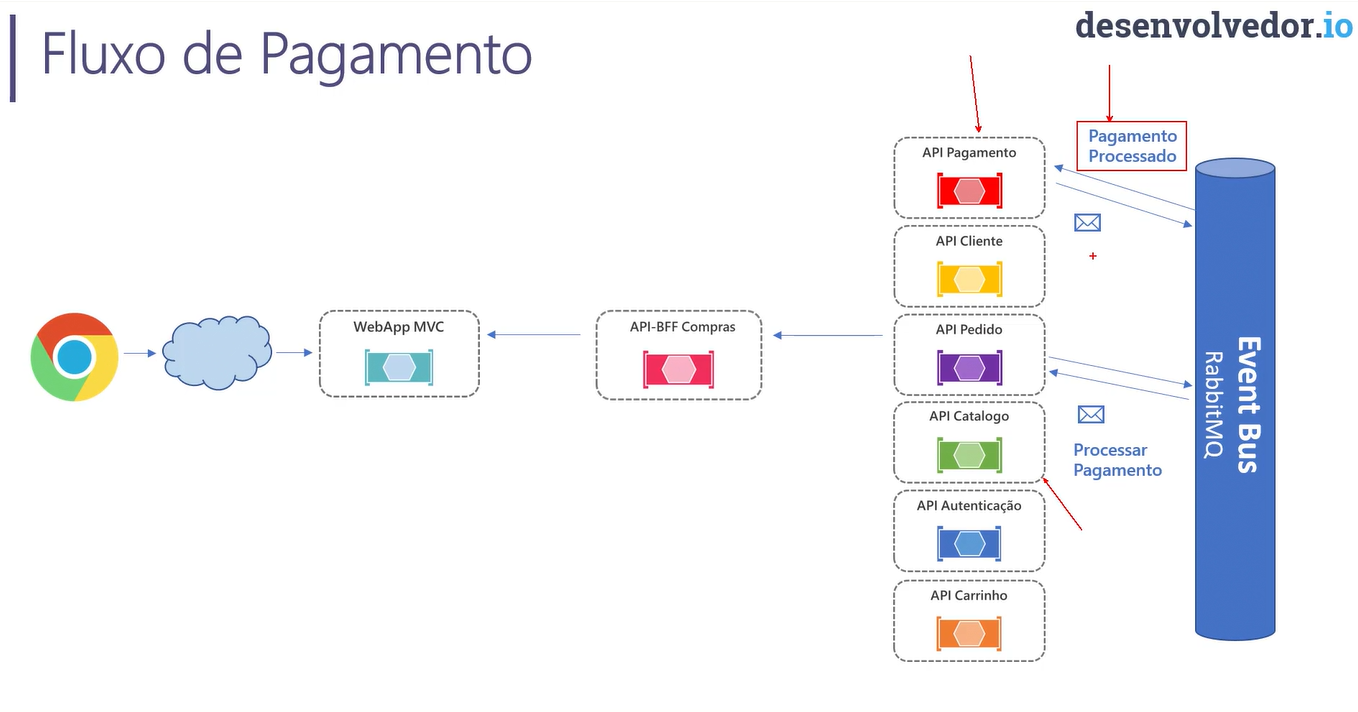 desenvolvedor.io
Fluxo de Pagamento
API Pagamento
Pagamento
Processado
API Cliente
WebApp MVC
API-BFF Compras
API Pedido
API Catalogo
Processar
Pagamento
API Autenticação
API Carrinho
Event Bus
RabbitMQ